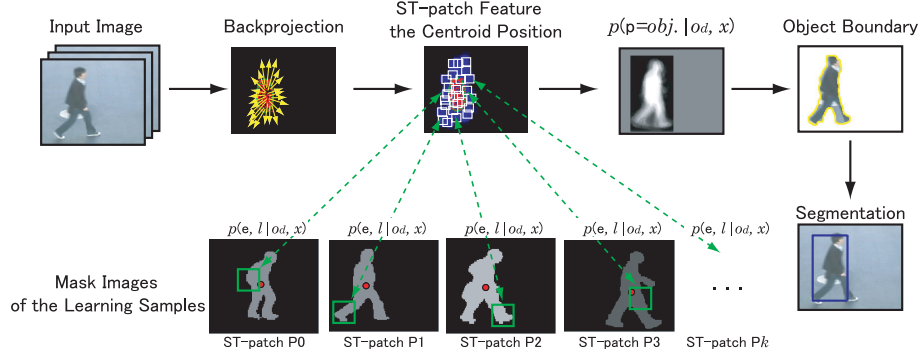 Input Image
Backprojection
ST-patch Feature
the Centroid Position
p(p=obj. | od, x)
Object Boundary
Segmentation
p(e, l | od, x)
p(e, l | od, x)
p(e, l | od, x)
p(e, l | od, x)
p(e, l | od, x)
Mask Images
of the Learning Samples
. . .
ST-patch P0
ST-patch P1
ST-patch P2
ST-patch P3
ST-patch Pk